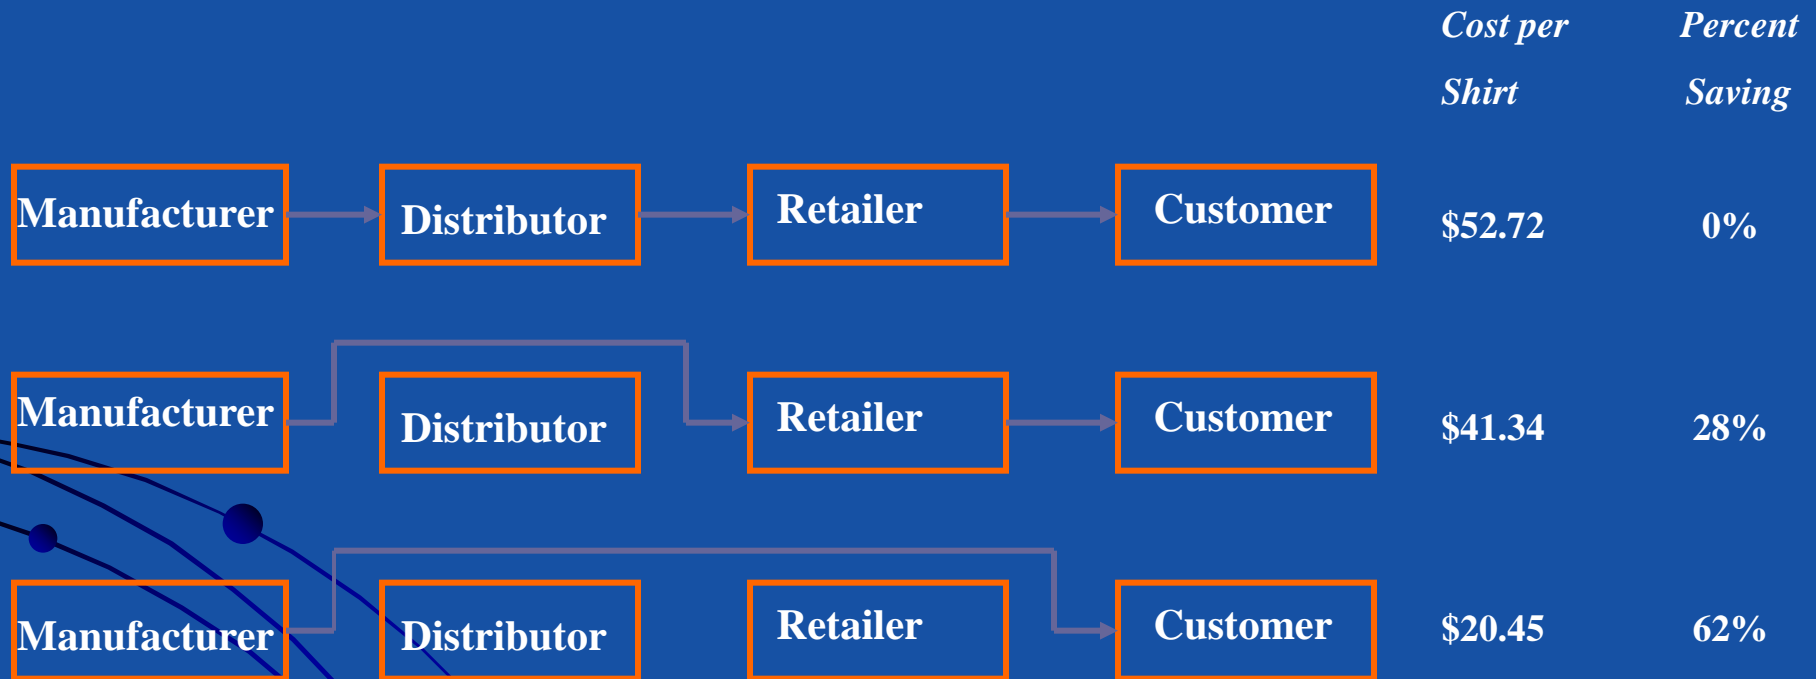 Cost per Percent
Shirt Saving
Manufacturer Distributor Retailer Customer $52.72 0%
Manufacturer Distributor Retailer Customer $41.34 28%
Manufacturer Distributor Retailer Customer $20.45 62%